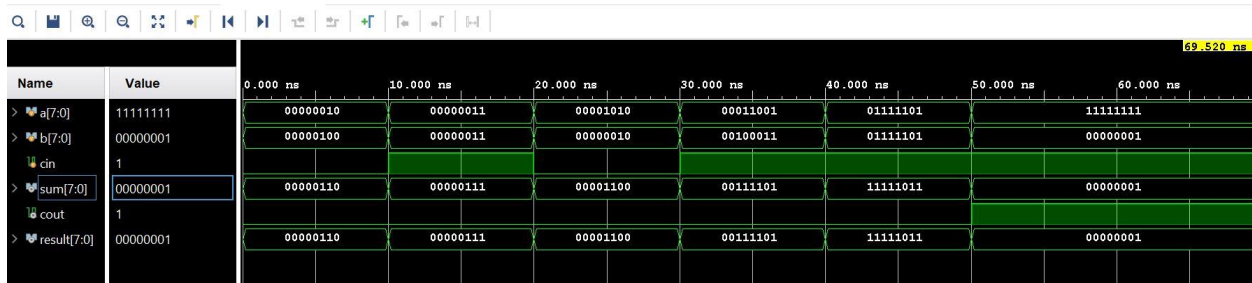 69.520 ns
Name Value 0.000 ns 10.000 ns 20.000 ns 30.000 ns 40.000 ns 50.000 ns 60.000 ns
a[7:0] 11111111 00000010 00000011 00001010 00011001 01111101 11111111
b[7:0] 00000001 00000100 00000011 00000010 00100011 01111101 00000001
cin 1
sum[7:0] 00000001 00000110 00000111 00001100 00111101 11111011 00000001
cout 1
result[7:0] 00000001 00000110 00000111 00001100 00111101 11111011 00000001